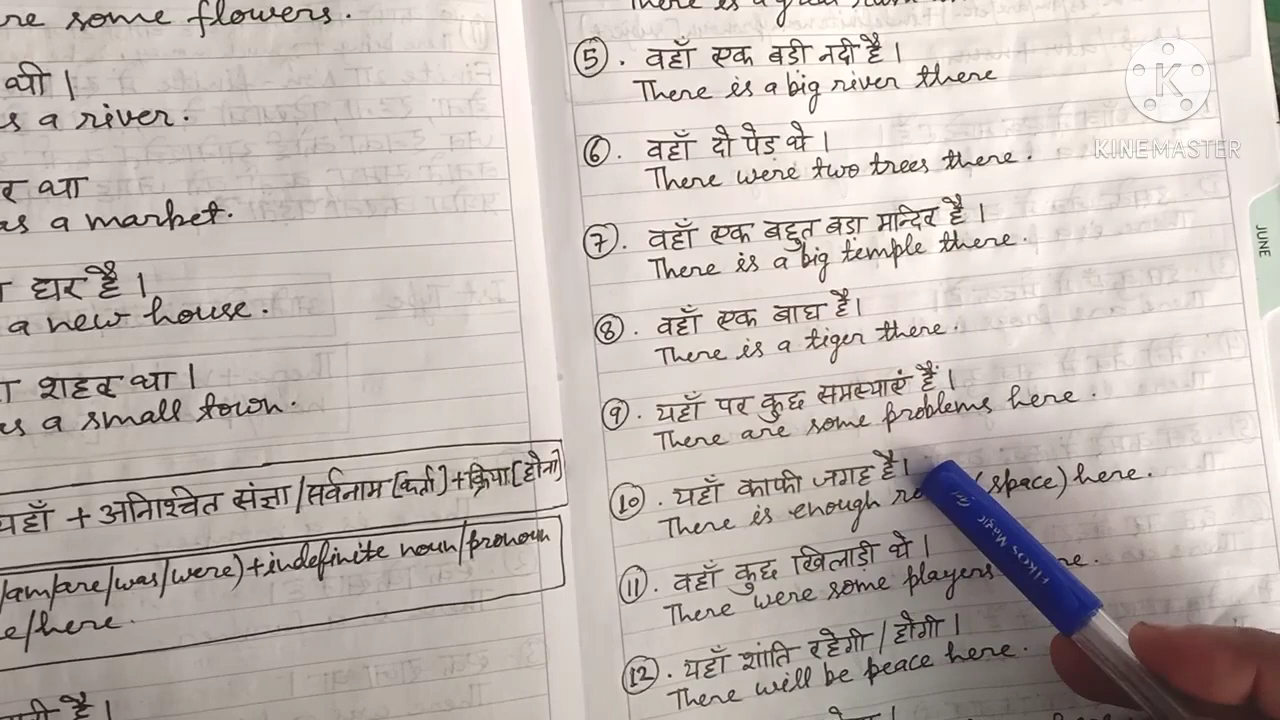 re some flowers.
थी।
s a river.
र था
as a market.
घर है।
a new house.
शहर था।
as a small town.
यहाँ + अनिश्चित संज्ञा/सर्वनाम [कर्ता] + क्रिया [होना]
/am/are/was/were) + indefinite noun/pronoun
e/here.
है।
There is a great
5. वहाँ एक बडी नदी है।
There is a big river there
6. वहाँ दो पेड़ थे।
There were two trees there.
7. वहाँ एक बहुत बड़ा मन्दिर है।
There is a big temple there.
8. वहाँ एक बाघ है।
There is a tiger there.
9. यहाँ पर कुछ समस्याएं हैं।
There are some problems here.
10. यहाँ काफी जगह है।
There is enough (space) here.
11. वहाँ कुछ खिलाड़ी थे।
There were some players
12. यहाँ शांति रहेगी/होगी।
There will be peace here.
JUNE
K
KINEMASTER